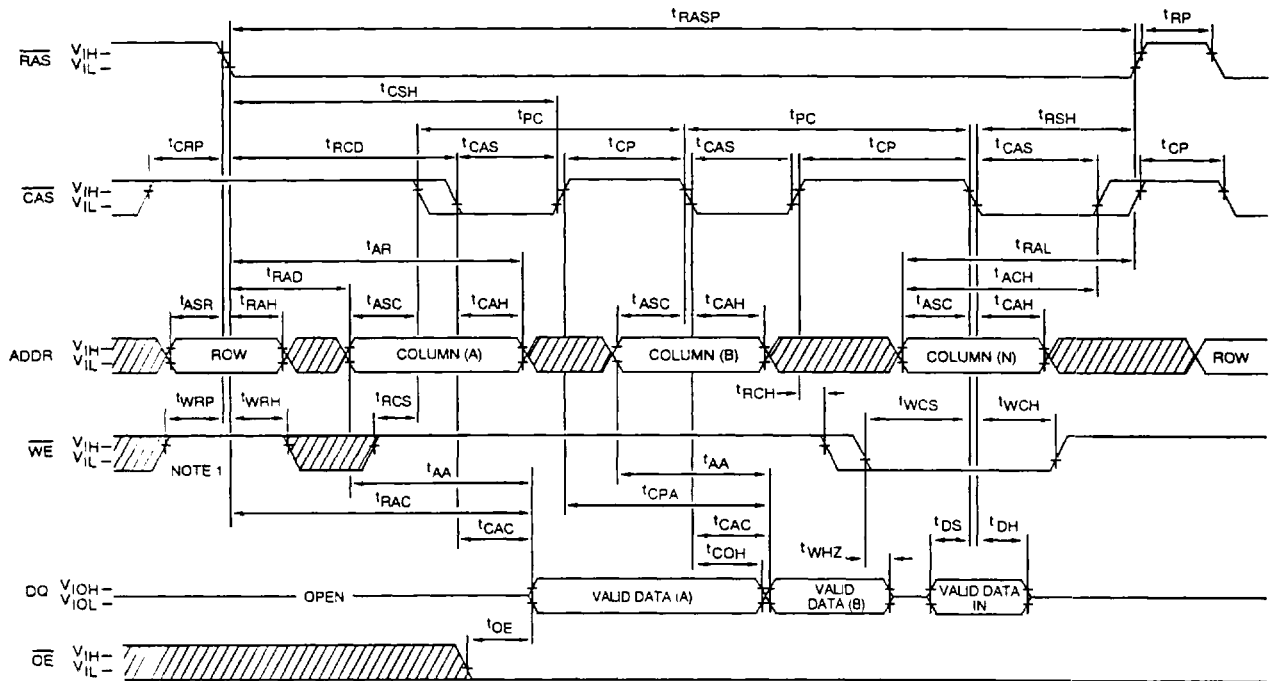 tRASP tRP
RAS VIH VIL
tCSH
tPC tPC tRSH
tCRP tRCD tCAS tCP tCAS tCP tCAS tCP
CAS VIH VIL
tAR tRAL
tRAD tACH
tASR tRAH tASC tCAH tASC tCAH tASC tCAH
ADDR VIH VIL ROW COLUMN (A) COLUMN (B) COLUMN (N) ROW
tRCH
tWRP tWRH tRCS tWCS tWCH
WE VIH VIL
NOTE 1
tAA tAA
tRAC tCPA
tCAC tCAC tDS tDH
tCOH tWHZ
DQ VIOH VIOL OPEN VALID DATA (A) VALID DATA (B) VALID DATA IN
tOE
OE VIH VIL